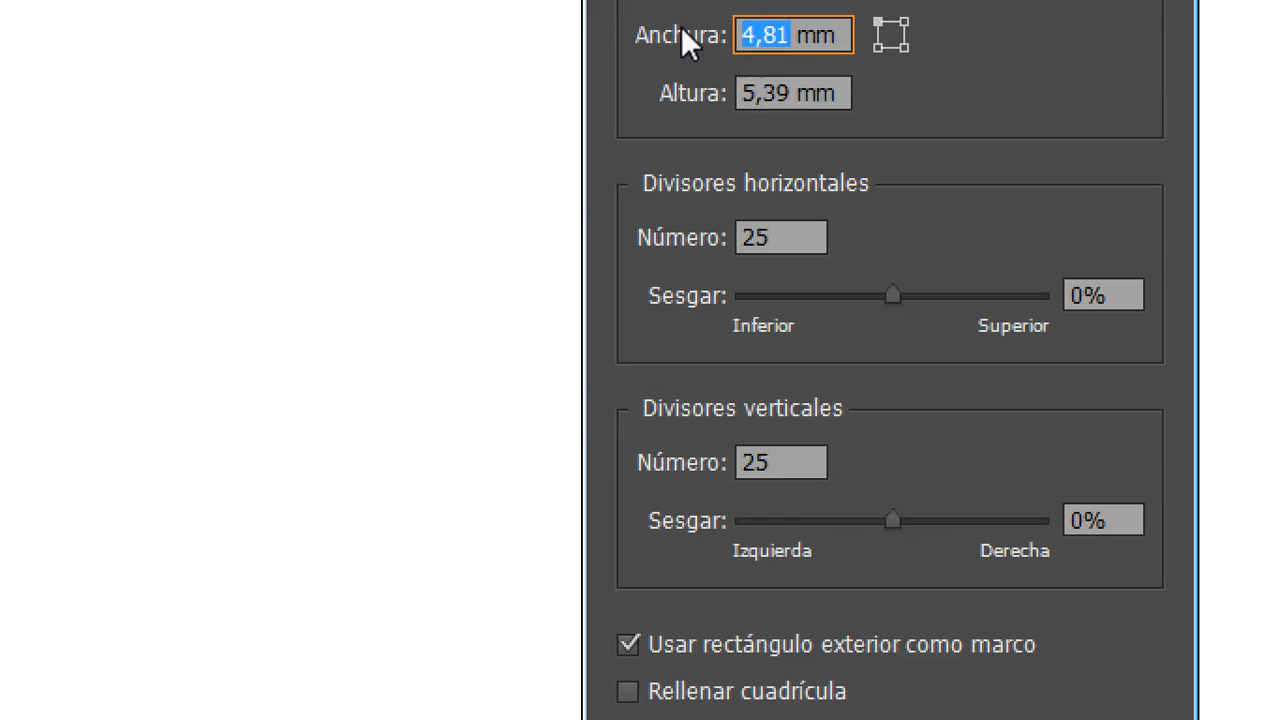 Anchura: 4,81 mm
Altura: 5,39 mm
Divisores horizontales
Número: 25
Sesgar: 0%
Inferior Superior
Divisores verticales
Número: 25
Sesgar: 0%
Izquierda Derecha
Usar rectángulo exterior como marco
Rellenar cuadrícula